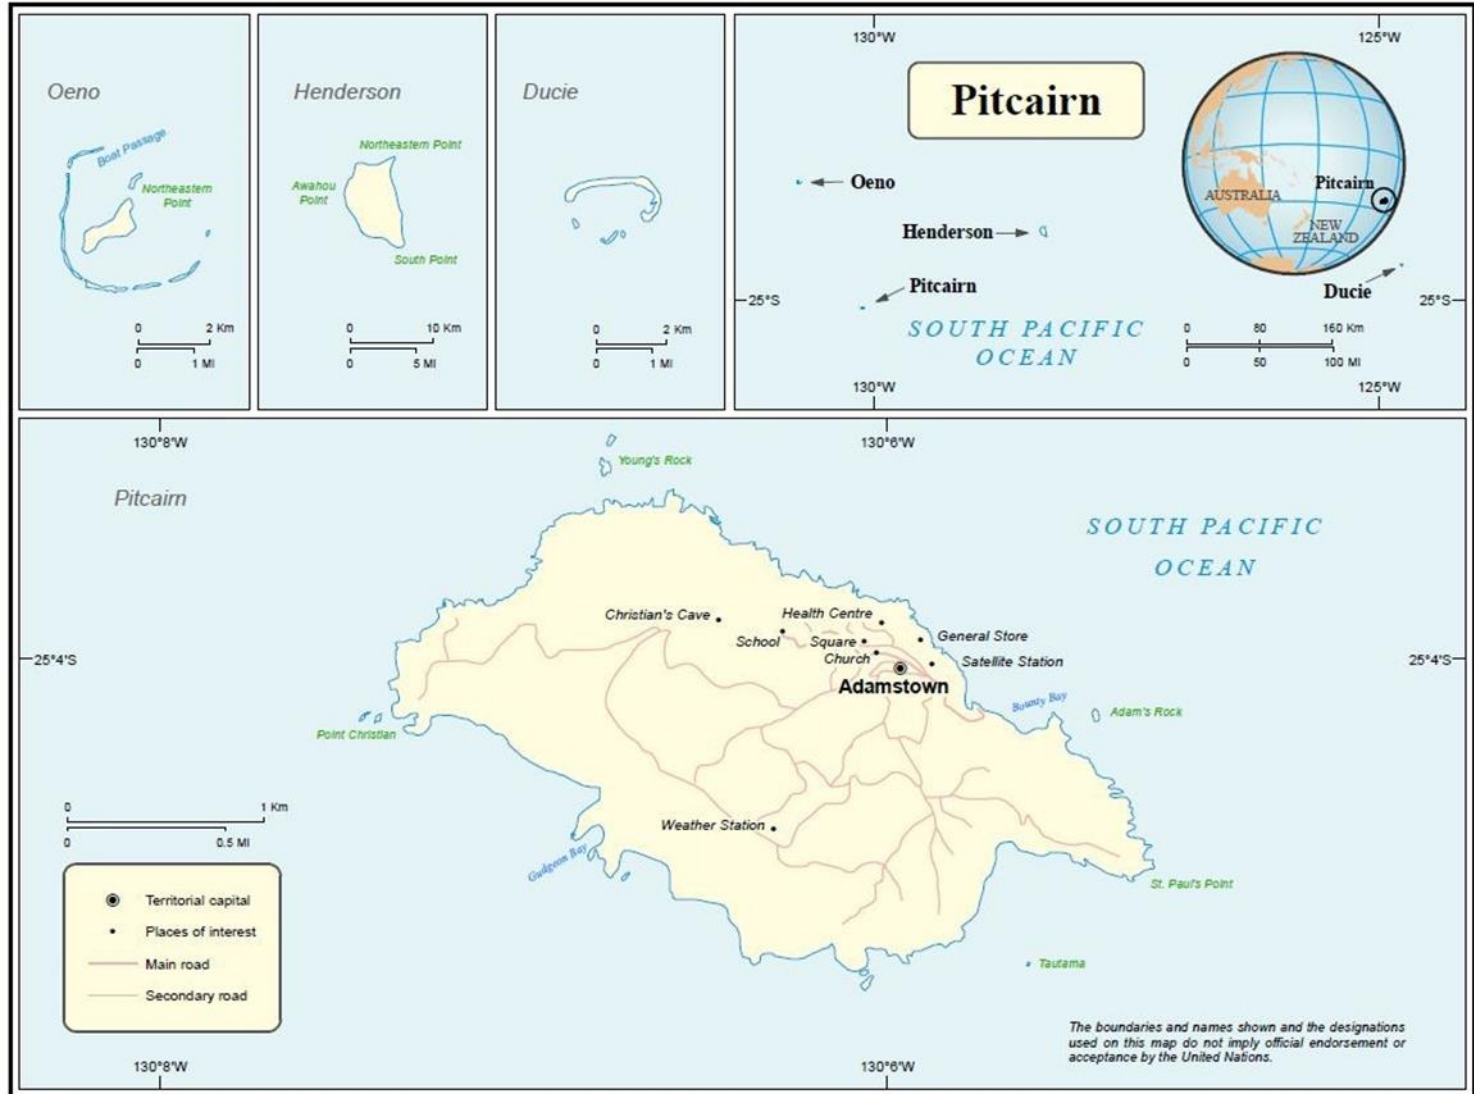 Oeno
Boat Passage
Northeastern
Point
0 2 Km
0 1 MI
Henderson
Northeastern Point
Awahou
Point
South Point
0 10 Km
0 5 MI
Ducie
0 2 Km
0 1 MI
130°W 125°W
Pitcairn
Oeno
Henderson
Pitcairn
AUSTRALIA
NEW
ZEALAND
Pitcairn
Ducie
25°S 25°S
SOUTH PACIFIC
OCEAN
0 80 160 Km
0 50 100 MI
130°W 125°W
130°8'W 130°6'W
Pitcairn
Young's Rock
SOUTH PACIFIC
OCEAN
Christian's Cave
Health Centre
School
Square
General Store
Church
Satellite Station
25°4'S 25°4'S
Adamstown
Bounty Bay
Adam's Rock
Point Christian
Weather Station
Gudgeon Bay
St. Paul's Point
Tautama
0 1 Km
0 0.5 MI
Territorial capital
Places of interest
Main road
Secondary road
The boundaries and names shown and the designations
used on this map do not imply official endorsement or
acceptance by the United Nations.
130°8'W 130°6'W